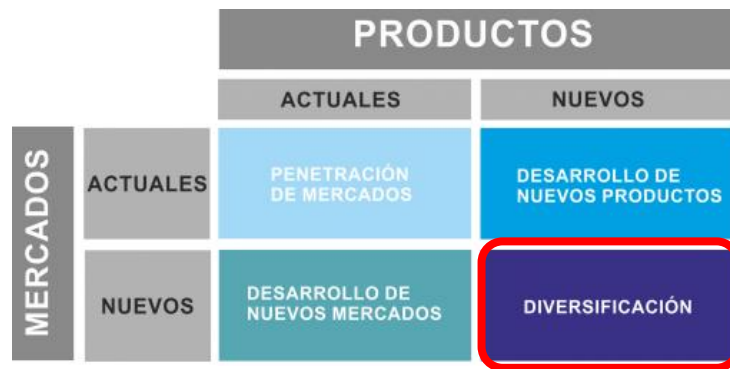 PRODUCTOS
ACTUALES
NUEVOS
MERCADOS
ACTUALES
PENETRACIÓN
DE MERCADOS
DESARROLLO DE
NUEVOS PRODUCTOS
NUEVOS
DESARROLLO DE
NUEVOS MERCADOS
DIVERSIFICACIÓN